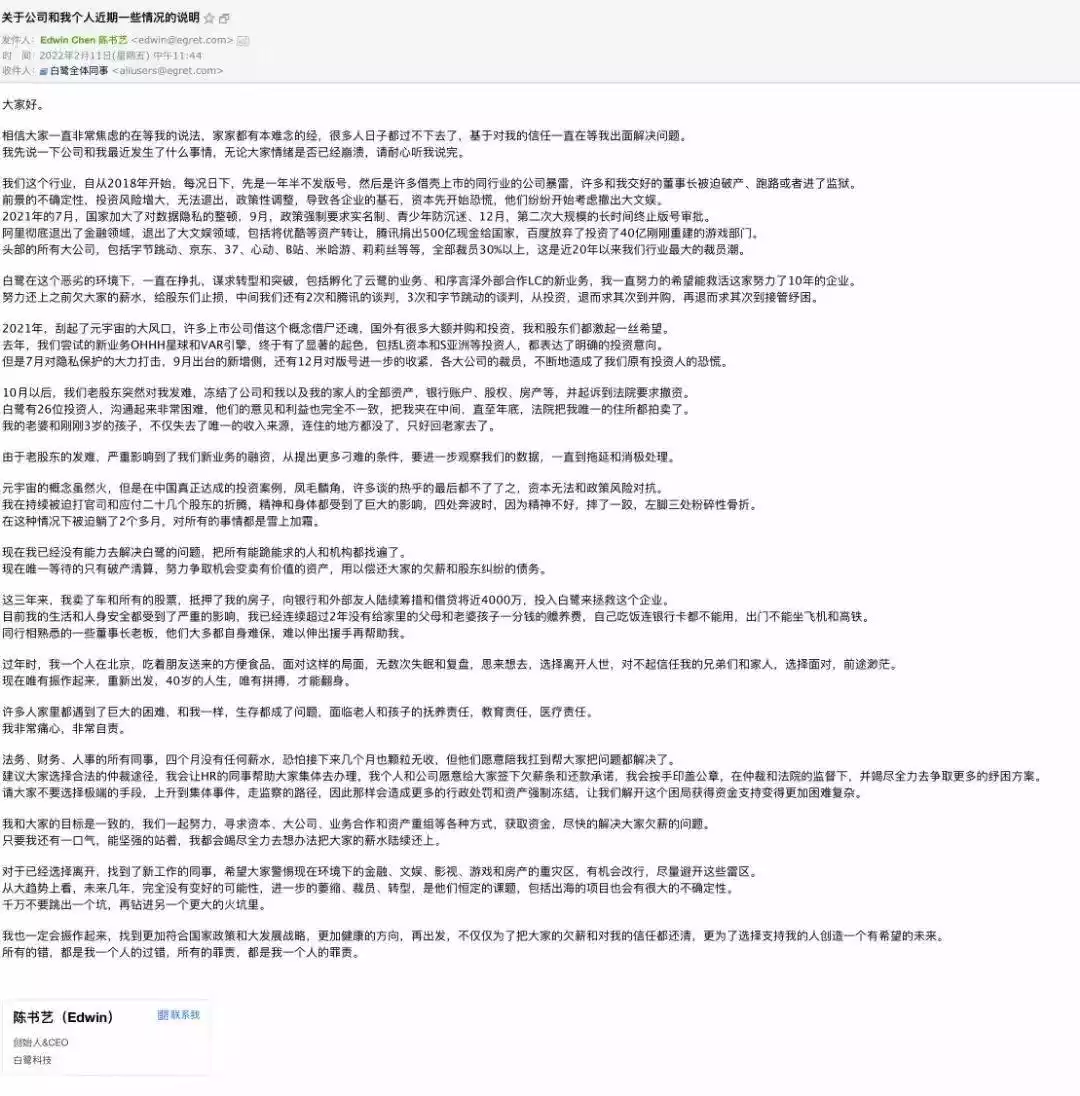 关于公司和我个人近期一些情况的说明
发件人：Edwin Chen 陈书艺 <edwin@egret.com>
时　间：2022年2月11日(星期五) 中午11:44
收件人：白鹭全体同事 <allusers@egret.com>
大家好。
相信大家一直非常焦虑的在等我的说法，家家都有本难念的经，很多人日子都过不下去了，基于对我的信任一直在等我出面解决问题。
我先说一下公司和我最近发生了什么事情，无论大家情绪是否已经崩溃，请耐心听我说完。
我们这个行业，自从2018年开始，每况日下，先是一年半不发版号，然后是许多借壳上市的同行业的公司暴雷，许多和我交好的董事长被迫破产、跑路或者进了监狱。
前景的不确定性，投资风险增大，无法退出，政策性调整，导致各企业的基石，资本先开始恐慌，他们纷纷开始考虑撤出大文娱。
2021年的7月，国家加大了对数据隐私的整顿，9月，政策强制要求实名制、青少年防沉迷、12月，第二次大规模的长时间终止版号审批。
阿里彻底退出了金融领域，退出了大文娱领域，包括将优酷等资产转让，腾讯捐出500亿现金给国家，百度放弃了投资了40亿刚刚重建的游戏部门。
头部的所有大公司，包括字节跳动、京东、37、心动、B站、米哈游、莉莉丝等等，全部裁员30%以上，这是近20年以来我们行业最大的裁员潮。
白鹭在这个恶劣的环境下，一直在挣扎，谋求转型和突破，包括孵化了云鹭的业务、和序言泽外部合作LC的新业务，我一直努力的希望能救活这家努力了10年的企业。
努力还上之前欠大家的薪水，给股东们止损，中间我们还有2次和腾讯的谈判，3次和字节跳动的谈判，从投资，退而求其次到并购，再退而求其次到接管纾困。
2021年，刮起了元宇宙的大风口，许多上市公司借这个概念借尸还魂，国外有很多大额并购和投资，我和股东们都激起一丝希望。
去年，我们尝试的新业务OHHH星球和VAR引擎，终于有了显著的起色，包括L资本和S亚洲等投资人，都表达了明确的投资意向。
但是7月对隐私保护的大力打击，9月出台的新增侧，还有12月对版号进一步的收紧，各大公司的裁员，不断地造成了我们原有投资人的恐慌。
10月以后，我们老股东突然对我发难，冻结了公司和我以及我的家人的全部资产，银行账户、股权、房产等，并起诉到法院要求撤资。
白鹭有26位投资人，沟通起来非常困难，他们的意见和利益也完全不一致，把我夹在中间，直至年底，法院把我唯一的住所都拍卖了。
我的老婆和刚刚3岁的孩子，不仅失去了唯一的收入来源，连住的地方都没了，只好回老家去了。
由于老股东的发难，严重影响到了我们新业务的融资，从提出更多刁难的条件，要进一步观察我们的数据，一直到拖延和消极处理。
元宇宙的概念虽然火，但是在中国真正达成的投资案例，凤毛麟角，许多谈的热乎的最后都不了了之，资本无法和政策风险对抗。
我在持续被迫打官司和应付二十几个股东的折腾，精神和身体都受到了巨大的影响，四处奔波时，因为精神不好，摔了一跤，左脚三处粉碎性骨折。
在这种情况下被迫躺了2个多月，对所有的事情都是雪上加霜。
现在我已经没有能力去解决白鹭的问题，把所有能跪能求的人和机构都找遍了。
现在唯一等待的只有破产清算，努力争取机会变卖有价值的资产，用以偿还大家的欠薪和股东纠纷的债务。
这三年来，我卖了车和所有的股票，抵押了我的房子，向银行和外部友人陆续筹措和借贷将近4000万，投入白鹭来拯救这个企业。
目前我的生活和人身安全都受到了严重的影响，我已经连续超过2年没有给家里的父母和老婆孩子一分钱的赡养费，自己吃饭连银行卡都不能用，出门不能坐飞机和高铁。
同行相熟悉的一些董事长老板，他们大多都自身难保，难以伸出援手再帮助我。
过年时，我一个人在北京，吃着朋友送来的方便食品，面对这样的局面，无数次失眠和复盘，思来想去，选择离开人世，对不起信任我的兄弟们和家人，选择面对，前途渺茫。
现在唯有振作起来，重新出发，40岁的人生，唯有拼搏，才能翻身。
许多人家里都遇到了巨大的困难，和我一样，生存都成了问题，面临老人和孩子的抚养责任，教育责任，医疗责任。
我非常痛心，非常自责。
法务、财务、人事的所有同事，四个月没有任何薪水，恐怕接下来几个月也颗粒无收，但他们愿意陪我扛到帮大家把问题都解决了。
建议大家选择合法的仲裁途径，我会让HR的同事帮助大家集体去办理，我个人和公司愿意给大家签下欠薪条和还款承诺，我会按手印盖公章，在仲裁和法院的监督下，并竭尽全力去争取更多的纾困方案。
请大家不要选择极端的手段，上升到集体事件，走监察的路径，因此那样会造成更多的行政处罚和资产强制冻结，让我们解开这个困局获得资金支持变得更加困难复杂。
我和大家的目标是一致的，我们一起努力，寻求资本、大公司、业务合作和资产重组等各种方式，获取资金，尽快的解决大家欠薪的问题。
只要我还有一口气，能坚强的站着，我都会竭尽全力去想办法把大家的薪水陆续还上。
对于已经选择离开，找到了新工作的同事，希望大家警惕现在环境下的金融、文娱、影视、游戏和房产的重灾区，有机会改行，尽量避开这些雷区。
从大趋势上看，未来几年，完全没有变好的可能性，进一步的萎缩、裁员、转型，是他们恒定的课题，包括出海的项目也会有很大的不确定性。
千万不要跳出一个坑，再钻进另一个更大的火坑里。
我也一定会振作起来，找到更加符合国家政策和大发展战略，更加健康的方向，再出发，不仅仅为了把大家的欠薪和对我的信任都还清，更为了选择支持我的人创造一个有希望的未来。
所有的错，都是我一个人的过错，所有的罪责，都是我一个人的罪责。
陈书艺（Edwin）
联系我
创始人&CEO
白鹭科技